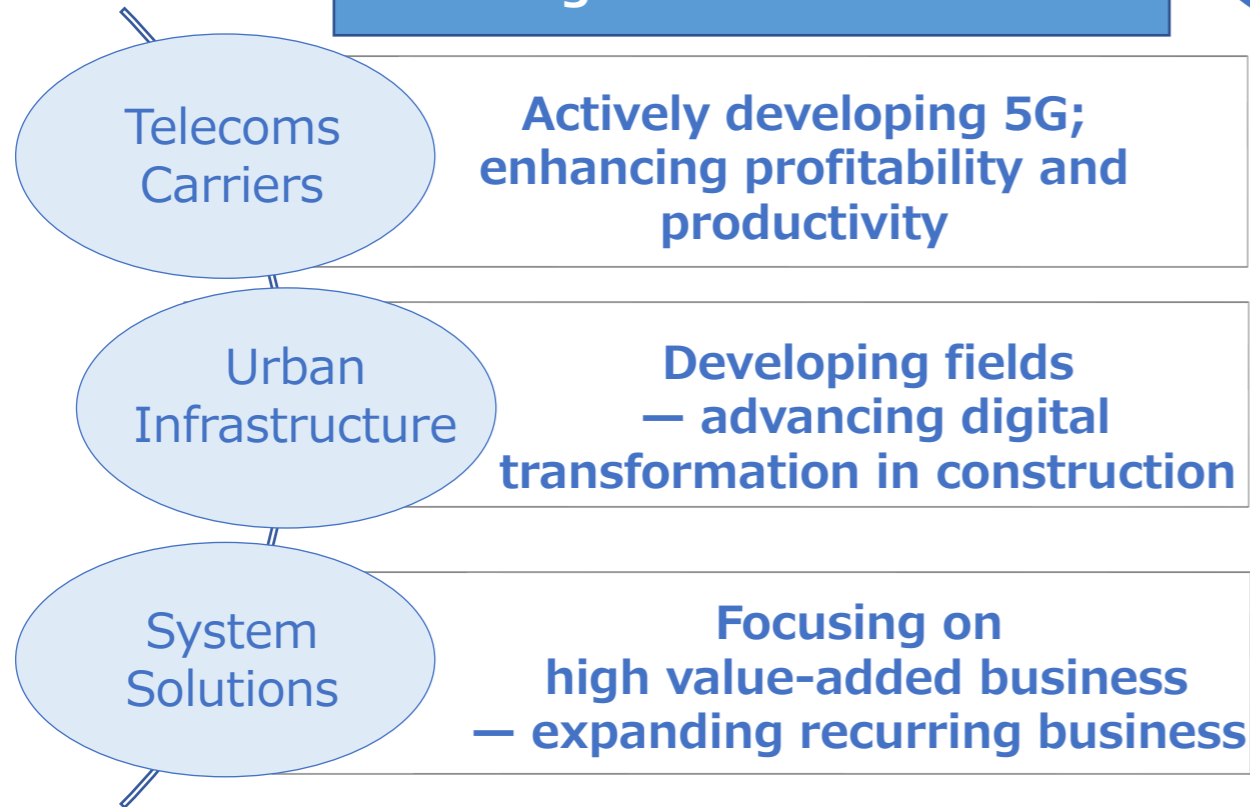 Telecoms
Carriers
Actively developing 5G;
enhancing profitability and
productivity
Urban
Infrastructure
Developing fields
— advancing digital
transformation in construction
System
Solutions
Focusing on
high value-added business
— expanding recurring business